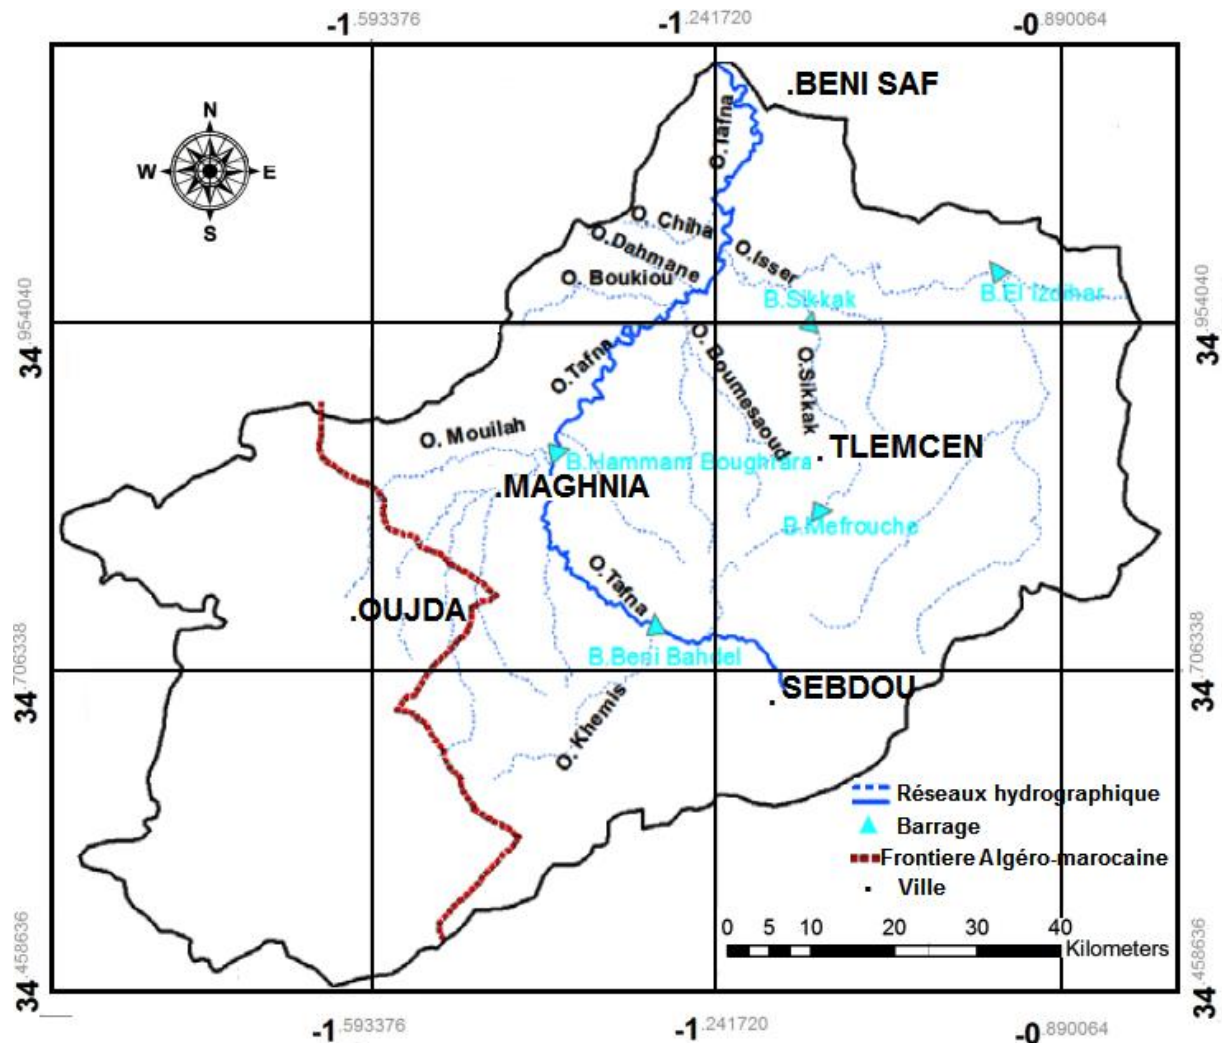 -1.593376
-1.241720
-0.890064
.BENI SAF
N
W
E
S
O.Tafna
O. Chiha
O.Dahmane
O.Isser
O. Boukiou
B.Sikkak
B.El Izdihar
34.954040
34.954040
O.Tafna
O. Boumesaoud
O.Sikkak
O. Mouilah
.TLEMCEN
B.Hammam Boughrara
.MAGHNIA
B.Mefrouche
O.Tafna
.OUJDA
B.Beni Bahdel
34.706338
34.706338
SEBDOU
O. Khemis
Réseaux hydrographique
Barrage
Frontiere Algéro-marocaine
Ville
0 5 10 20 30 40
Kilometers
34.458636
34.458636
-1.593376
-1.241720
-0.890064